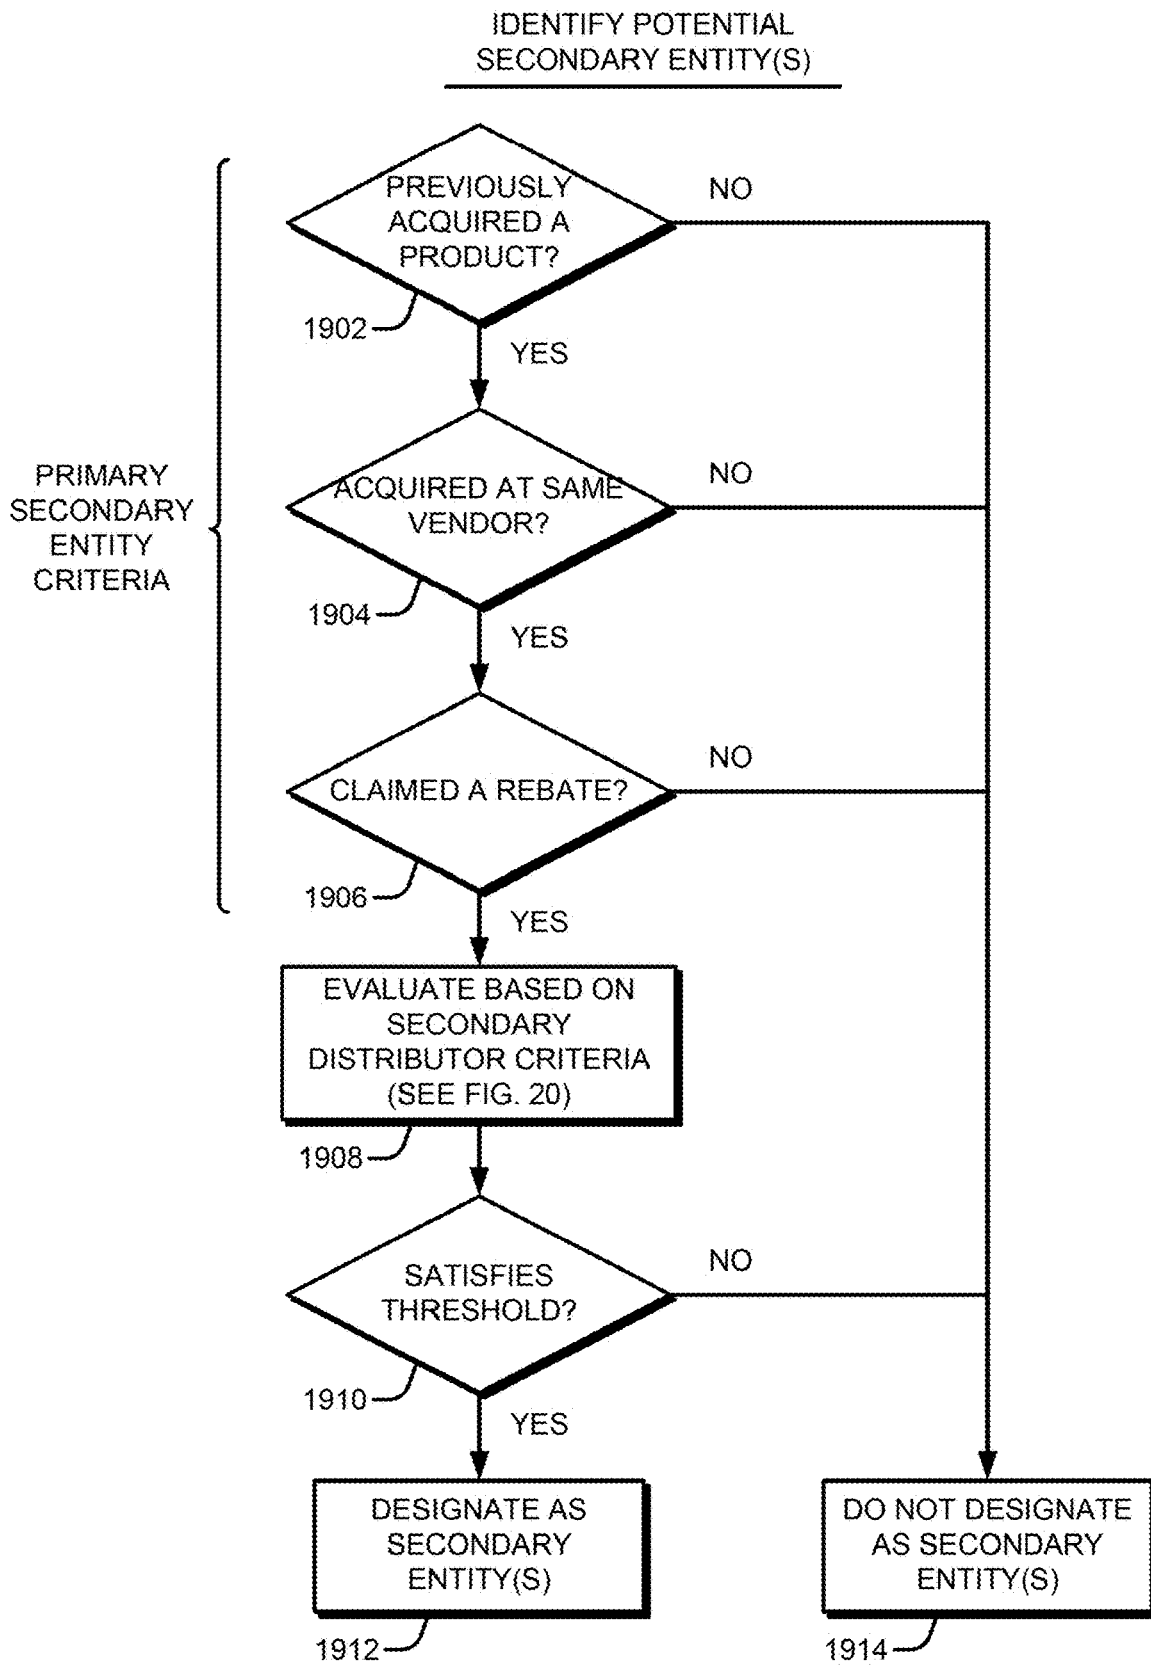 IDENTIFY POTENTIAL
SECONDARY ENTITY(S)
PREVIOUSLY
ACQUIRED A
PRODUCT?
NO
1902
YES
PRIMARY
SECONDARY
ENTITY
CRITERIA
ACQUIRED AT SAME
VENDOR?
NO
1904
YES
CLAIMED A REBATE?
NO
1906
YES
EVALUATE BASED ON
SECONDARY
DISTRIBUTOR CRITERIA
(SEE FIG. 20)
1908
SATISFIES
THRESHOLD?
NO
1910
YES
DESIGNATE AS
SECONDARY
ENTITY(S)
1912
DO NOT DESIGNATE
AS SECONDARY
ENTITY(S)
1914